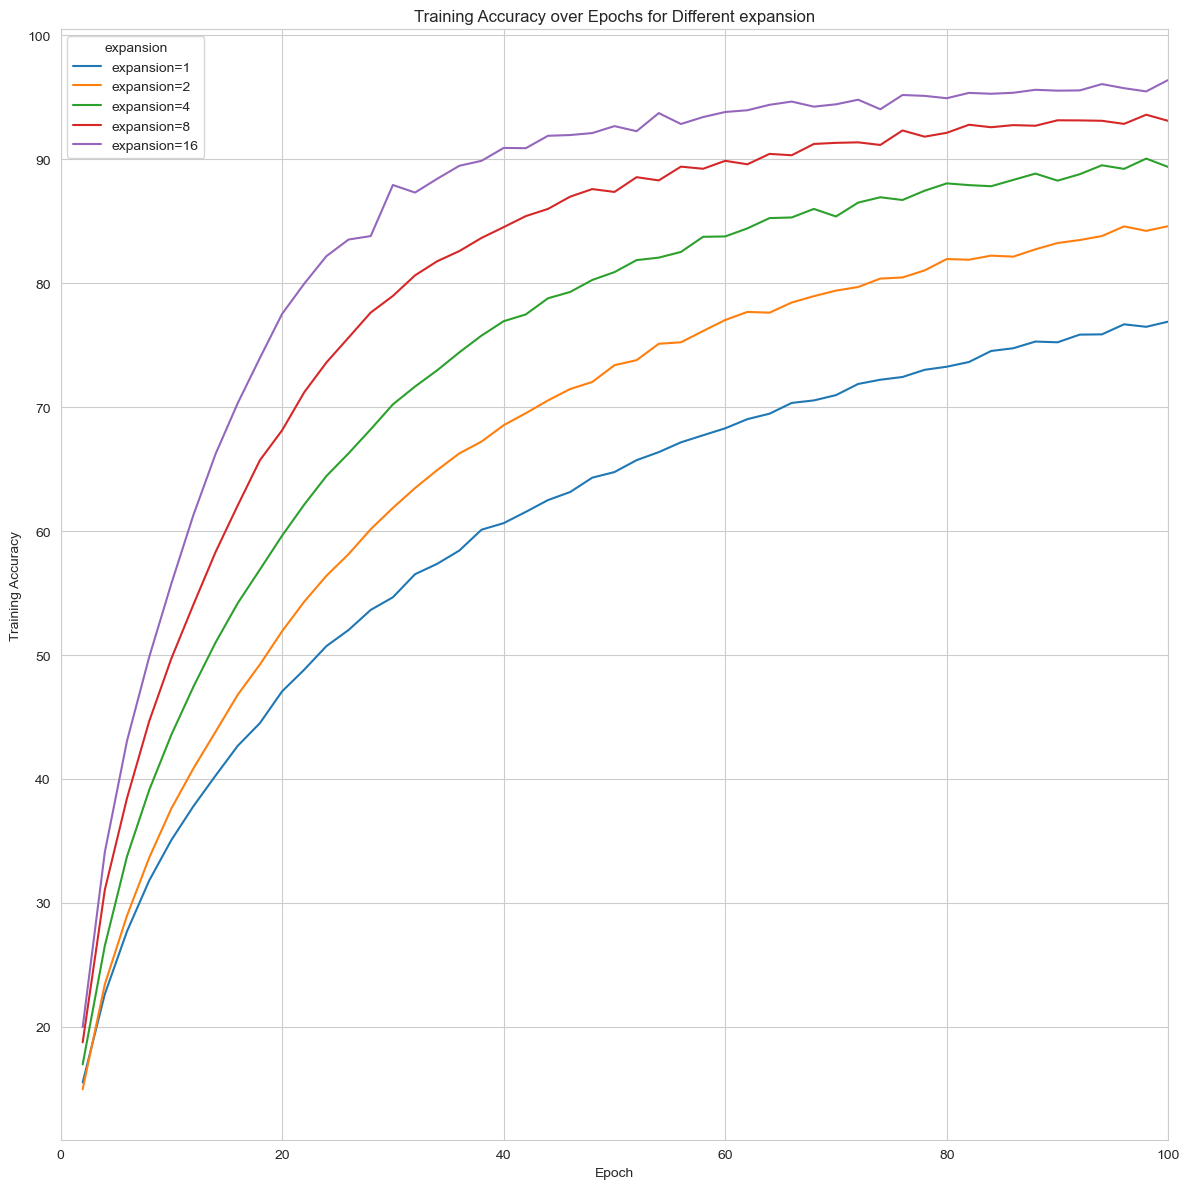 Training Accuracy over Epochs for Different expansion
expansion
expansion=1
expansion=2
expansion=4
expansion=8
expansion=16
100
90
80
70
60
50
40
30
20
Training Accuracy
0
20
40
60
80
100
Epoch